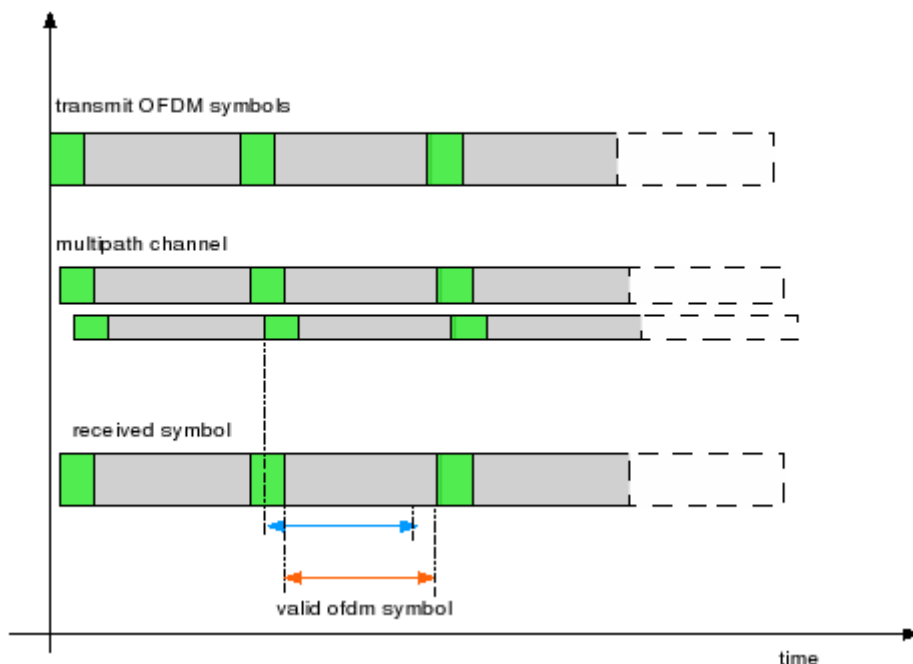 transmit OFDM symbols
multipath channel
received symbol
valid ofdm symbol
time